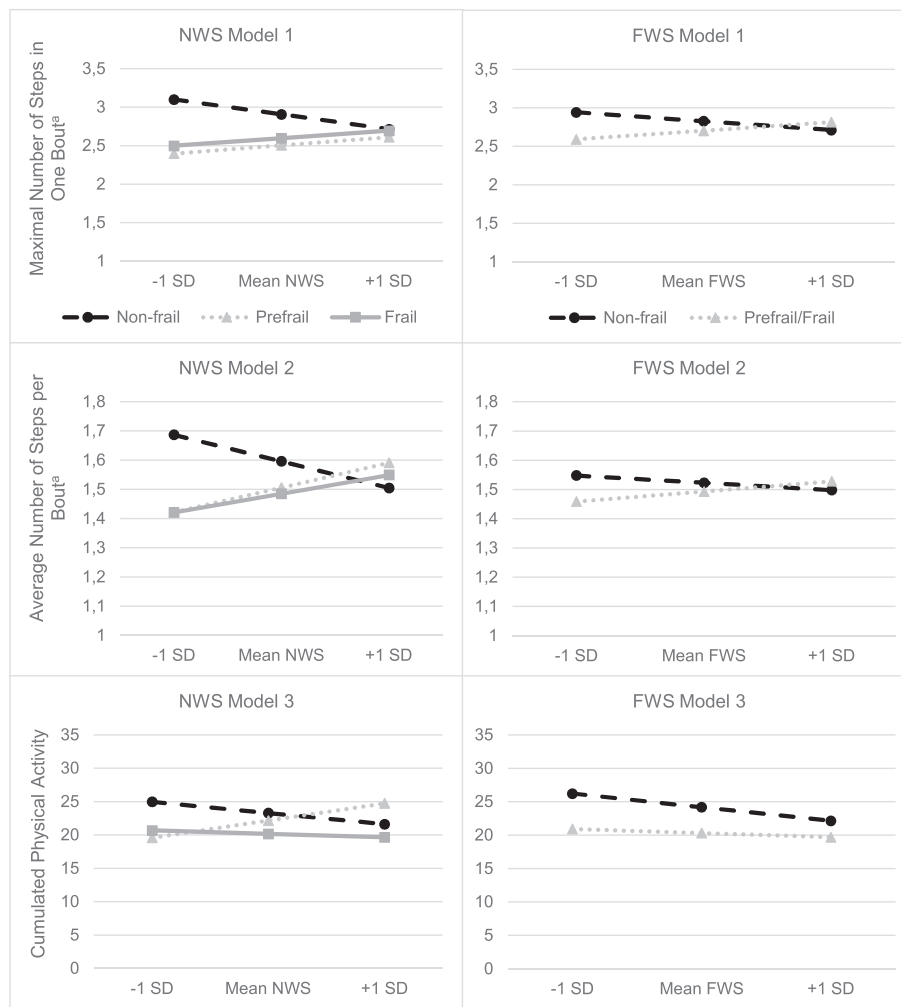 NWS Model 1
Maximal Number of Steps in
One Boutᵃ
3,5
3
2,5
2
1,5
1
-1 SD Mean NWS +1 SD
Non-frail Prefrail Frail
FWS Model 1
3,5
3
2,5
2
1,5
1
-1 SD Mean FWS +1 SD
Non-frail Prefrail/Frail
NWS Model 2
Average Number of Steps per
Boutᵃ
1,8
1,7
1,6
1,5
1,4
1,3
1,2
1,1
1
-1 SD Mean NWS +1 SD
FWS Model 2
1,8
1,7
1,6
1,5
1,4
1,3
1,2
1,1
1
-1 SD Mean FWS +1 SD
NWS Model 3
Cumulated Physical Activity
35
30
25
20
15
10
5
0
-1 SD Mean NWS +1 SD
FWS Model 3
35
30
25
20
15
10
5
0
-1 SD Mean FWS +1 SD